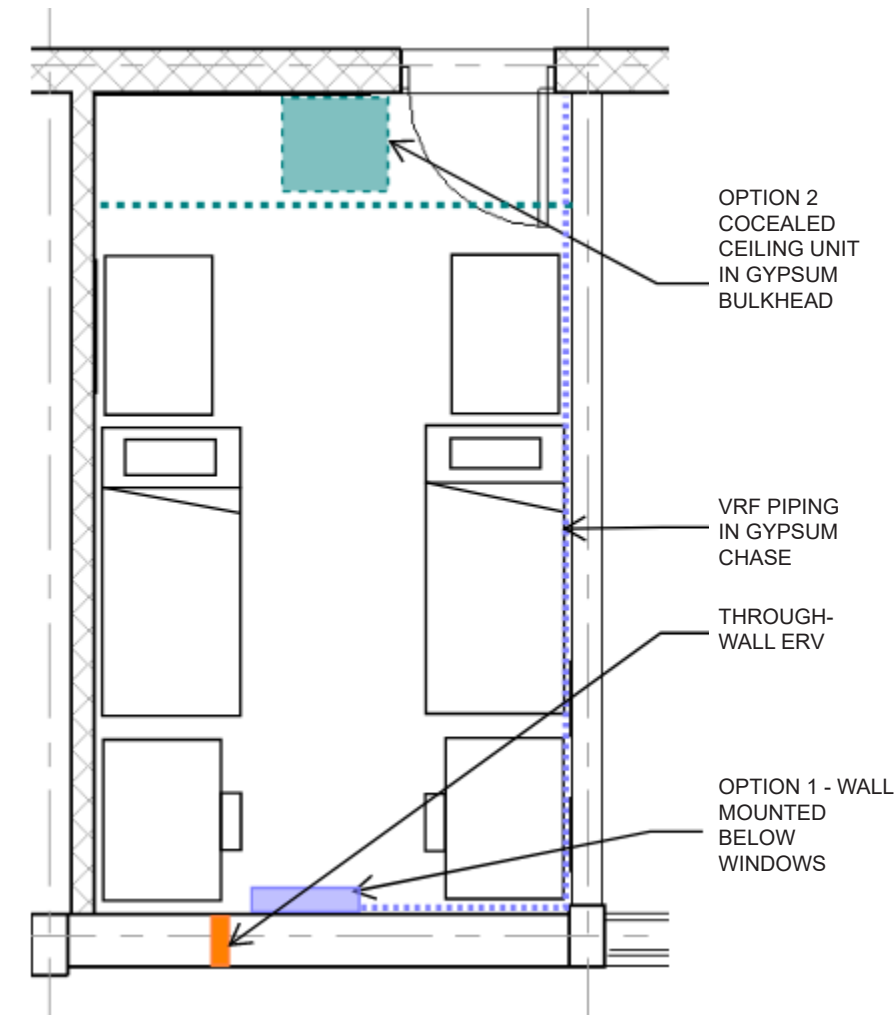 OPTION 2
COCEALED
CEILING UNIT
IN GYPSUM
BULKHEAD
VRF PIPING
IN GYPSUM
CHASE
THROUGH-
WALL ERV
OPTION 1 - WALL
MOUNTED
BELOW
WINDOWS